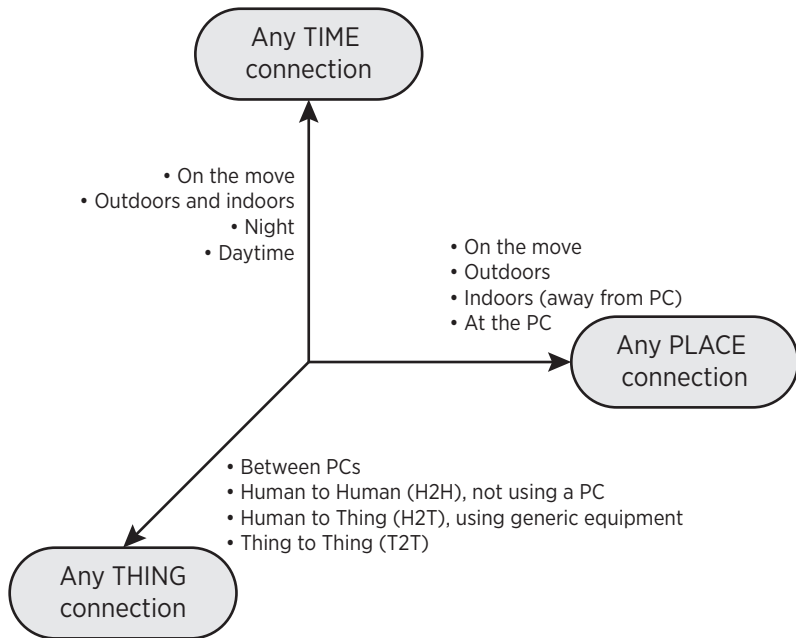 Any TIME
connection
• On the move
• Outdoors and indoors
• Night
• Daytime
• On the move
• Outdoors
• Indoors (away from PC)
• At the PC
Any PLACE
connection
• Between PCs
• Human to Human (H2H), not using a PC
• Human to Thing (H2T), using generic equipment
• Thing to Thing (T2T)
Any THING
connection